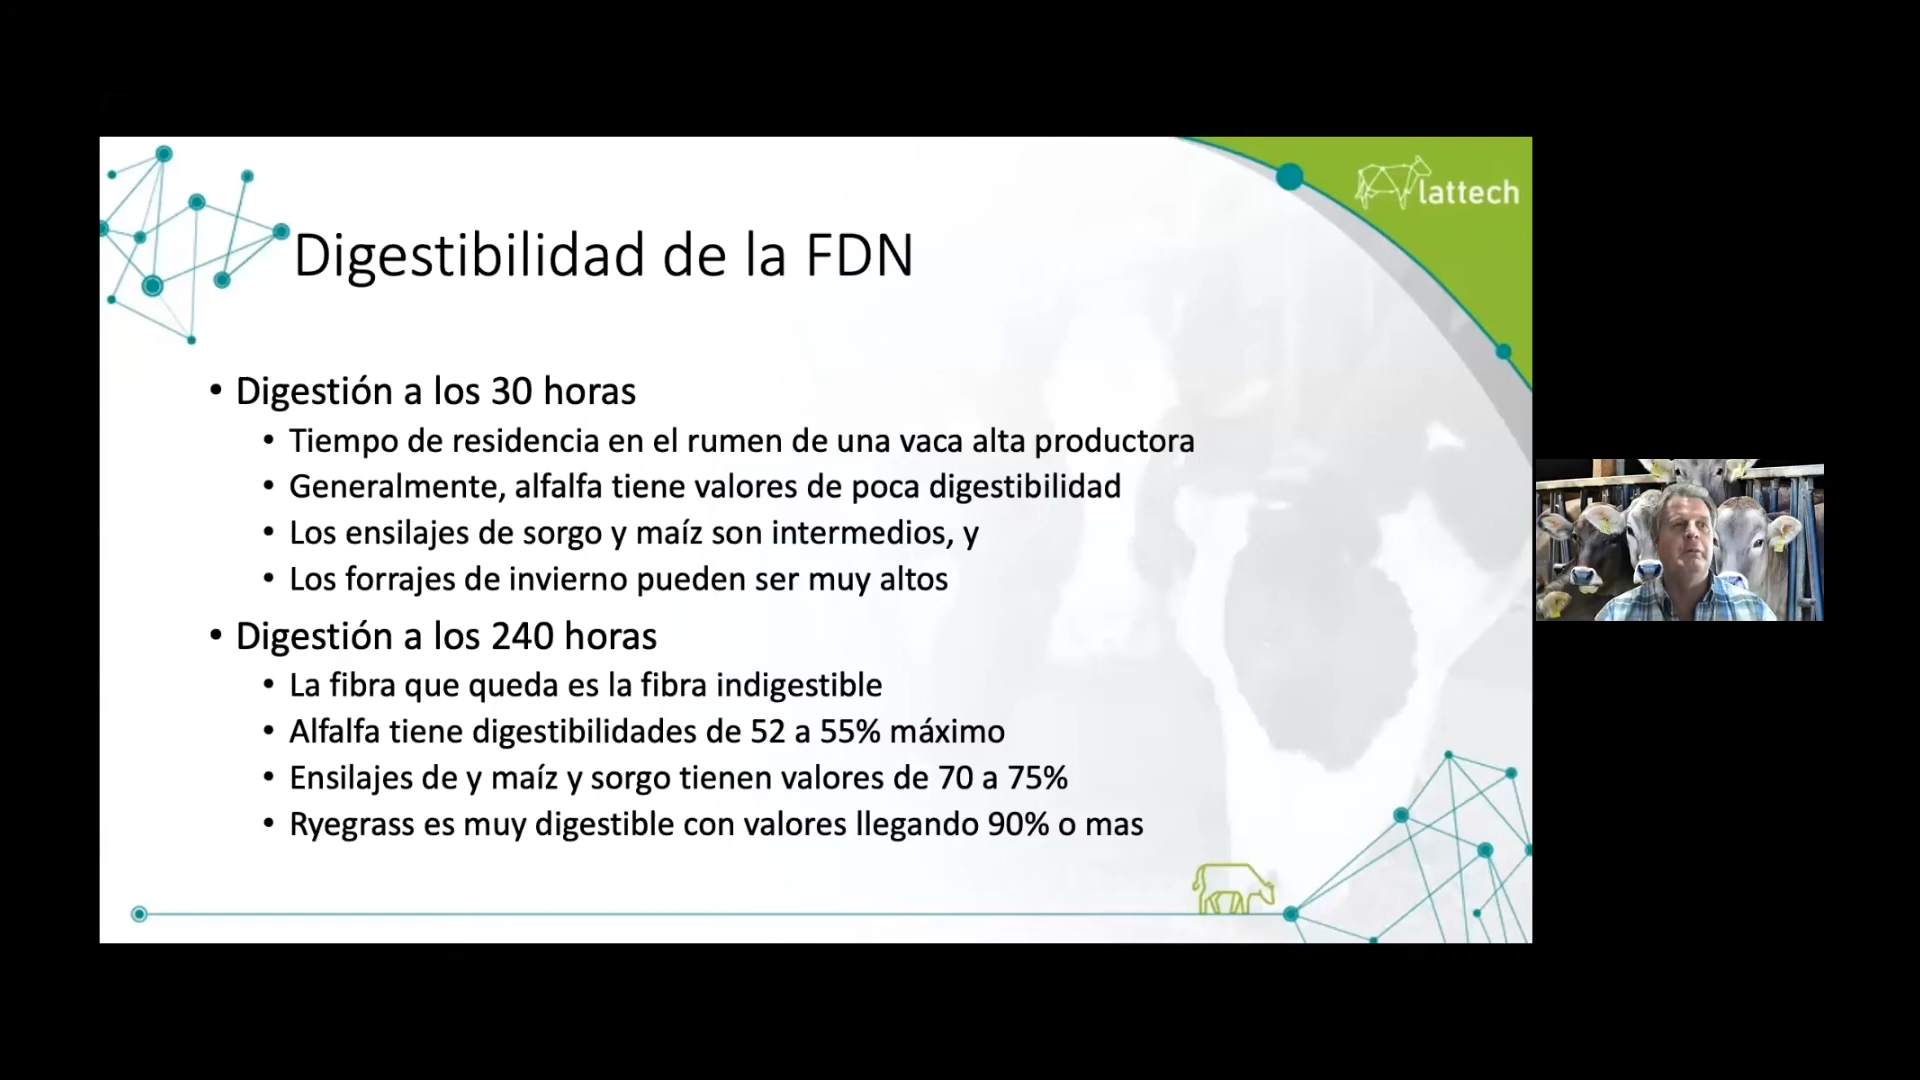 lattech
Digestibilidad de la FDN
• Digestión a los 30 horas
• Tiempo de residencia en el rumen de una vaca alta productora
• Generalmente, alfalfa tiene valores de poca digestibilidad
• Los ensilajes de sorgo y maíz son intermedios, y
• Los forrajes de invierno pueden ser muy altos
• Digestión a los 240 horas
• La fibra que queda es la fibra indigestible
• Alfalfa tiene digestibilidades de 52 a 55% máximo
• Ensilajes de y maíz y sorgo tienen valores de 70 a 75%
• Ryegrass es muy digestible con valores llegando 90% o mas